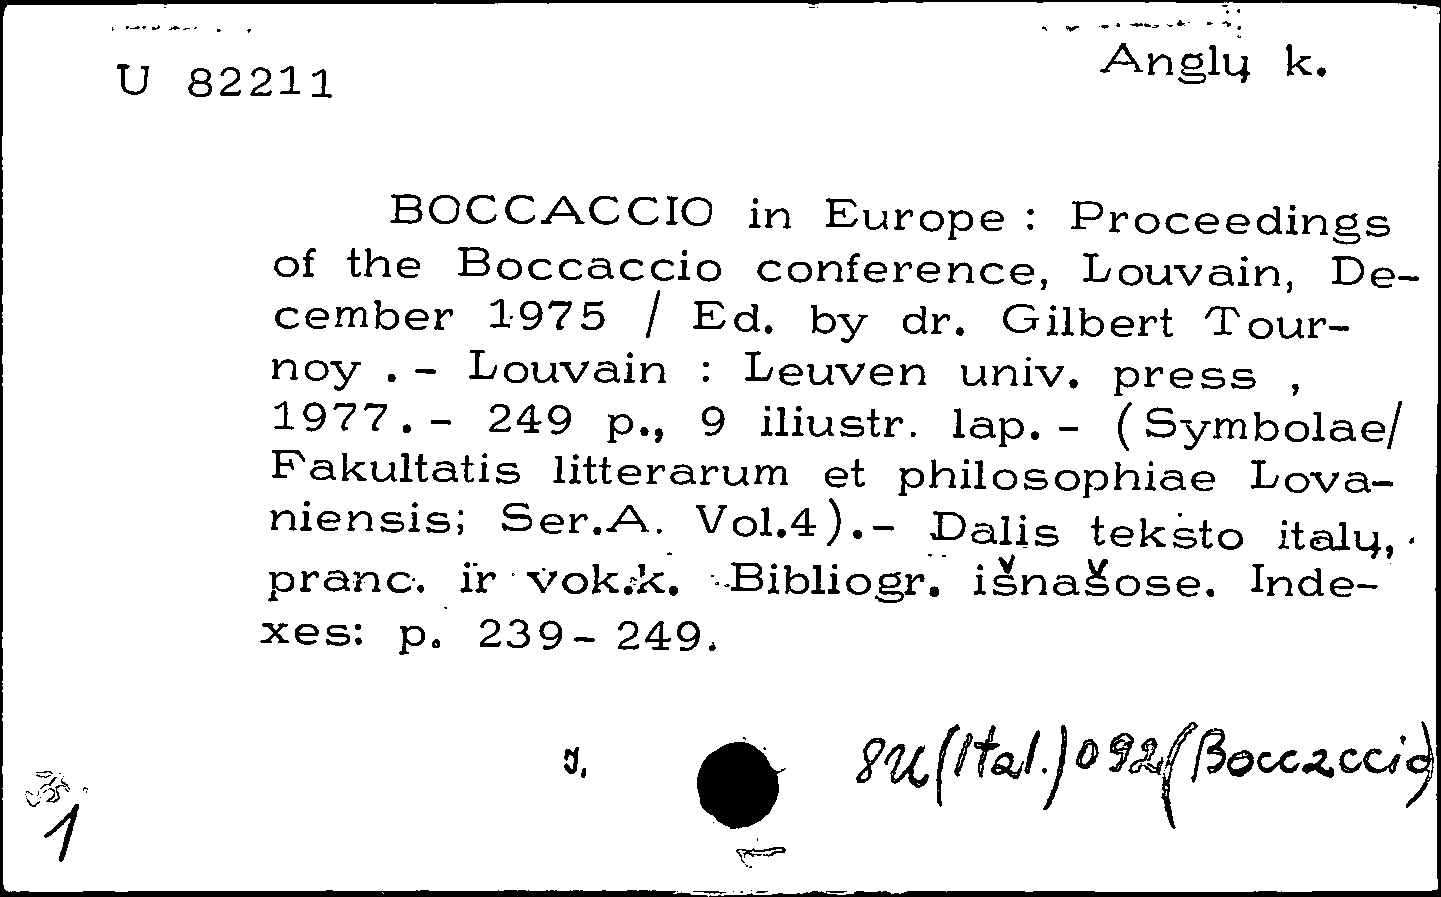 U 82211
Anglų k.
BOCCACCIO in Europe : Proceedings
of the Boccaccio conference, Louvain, De-
cember 1975 / Ed. by dr. Gilbert Tour-
noy . - Louvain : Leuven univ. press ,
1977. - 249 p., 9 iliustr. lap. - (Symbolae/
Fakultatis litterarum et philosophiae Lova-
niensis; Ser.A. Vol.4).- Dalis teksto italų,
pranc. ir vok.k. Bibliogr. išnašose. Inde-
xes: p. 239-249.
8U(Ital.)092(Boccaccio)
1